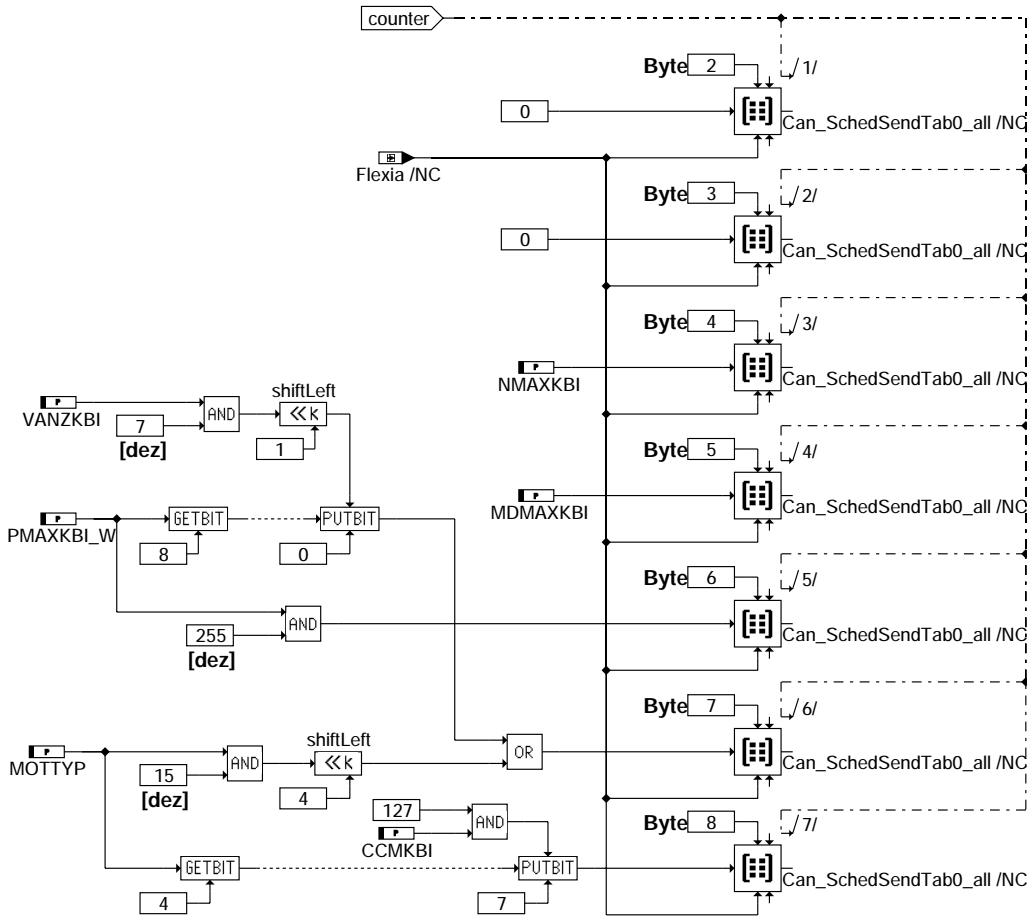 counter
Byte 2 /1/
0
Can_SchedSendTab0_all /NC
Flexia /NC
Byte 3 /2/
0
Can_SchedSendTab0_all /NC
Byte 4 /3/
P
NMAXKBI
Can_SchedSendTab0_all /NC
shiftLeft
P
VANZKBI
AND
≪k
7
[dez]
1
Byte 5 /4/
P
MDMAXKBI
Can_SchedSendTab0_all /NC
P
PMAXKBI_W
GETBIT
PUTBIT
8
0
Byte 6 /5/
AND
255
[dez]
Can_SchedSendTab0_all /NC
Byte 7 /6/
shiftLeft
P
MOTTYP
AND
≪k
OR
15
[dez]
4
Can_SchedSendTab0_all /NC
127
P
CCMKBI
AND
Byte 8 /7/
GETBIT
PUTBIT
4
7
Can_SchedSendTab0_all /NC